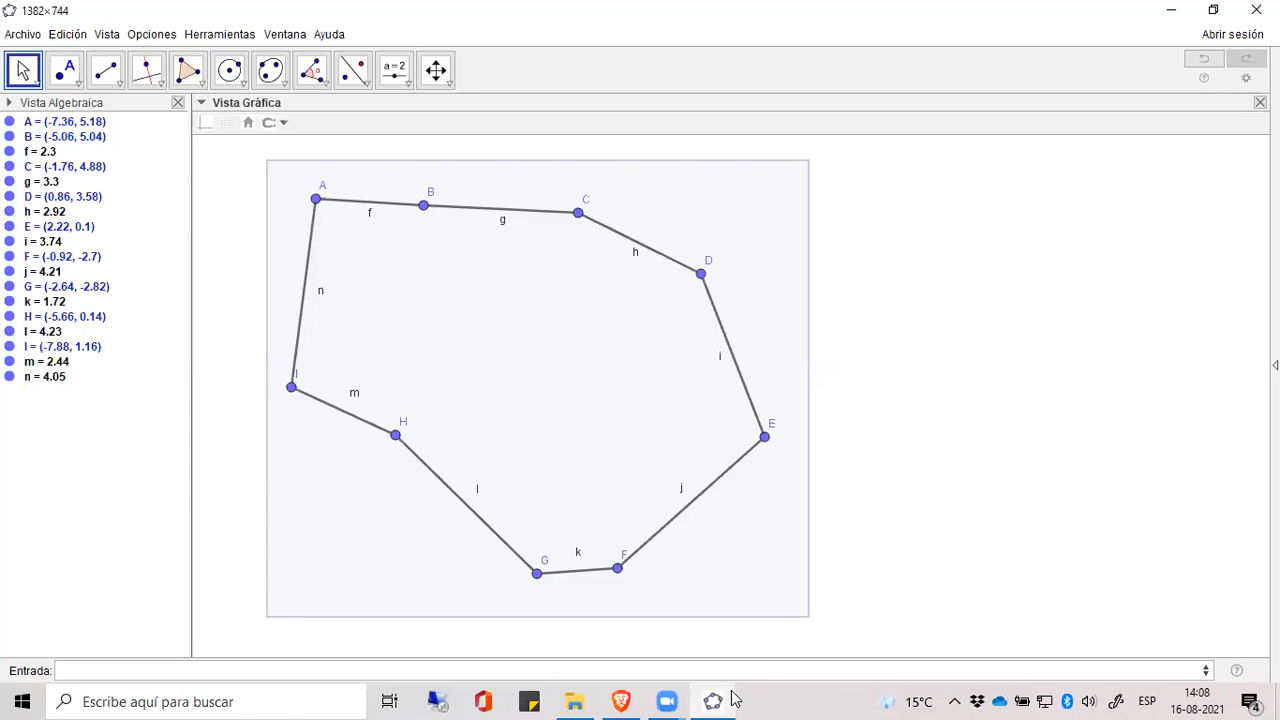 1382×744
Archivo Edición Vista Opciones Herramientas Ventana Ayuda Abrir sesión
A
a = 2
Vista Algebraica
Vista Gráfica
A = (-7.36, 5.18)
B = (-5.06, 5.04)
f = 2.3
C = (-1.76, 4.88)
g = 3.3
D = (0.86, 3.58)
h = 2.92
E = (2.22, 0.1)
i = 3.74
F = (-0.92, -2.7)
j = 4.21
G = (-2.64, -2.82)
k = 1.72
H = (-5.66, 0.14)
l = 4.23
I = (-7.88, 1.16)
m = 2.44
n = 4.05
A
B
C
f
g
h
D
n
i
I
m
H
E
l
j
k
G
F
Entrada:
Escribe aquí para buscar
15°C
ESP
14:08
16-08-2021
4